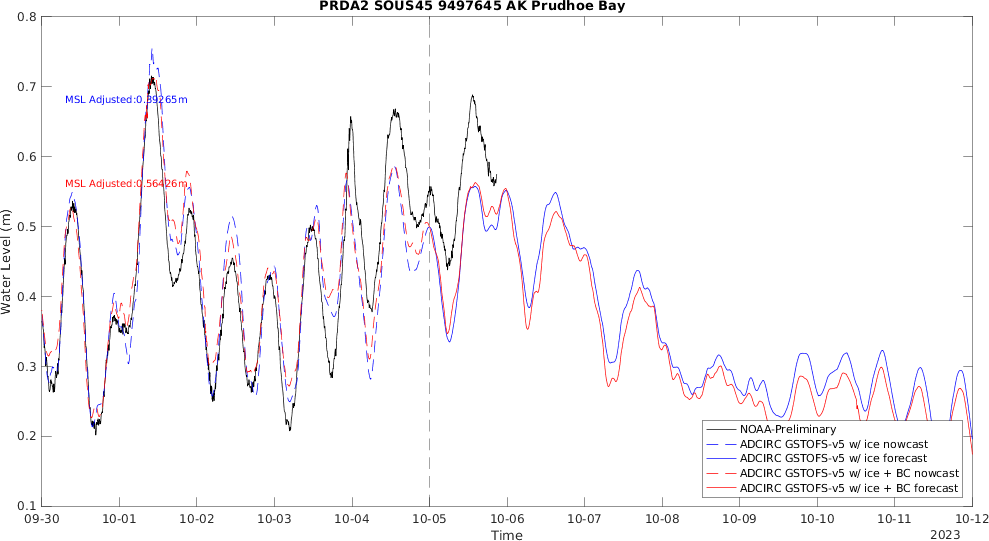 PRDA2 SOUS45 9497645 AK Prudhoe Bay
0.8
0.7
0.6
0.5
0.4
0.3
0.2
0.1
Water Level (m)
MSL Adjusted:0.39265m
MSL Adjusted:0.56426m
NOAA-Preliminary
ADCIRC GSTOFS-v5 w/ ice nowcast
ADCIRC GSTOFS-v5 w/ ice forecast
ADCIRC GSTOFS-v5 w/ ice + BC nowcast
ADCIRC GSTOFS-v5 w/ ice + BC forecast
09-30 10-01 10-02 10-03 10-04 10-05 10-06 10-07 10-08 10-09 10-10 10-11 10-12
Time
2023